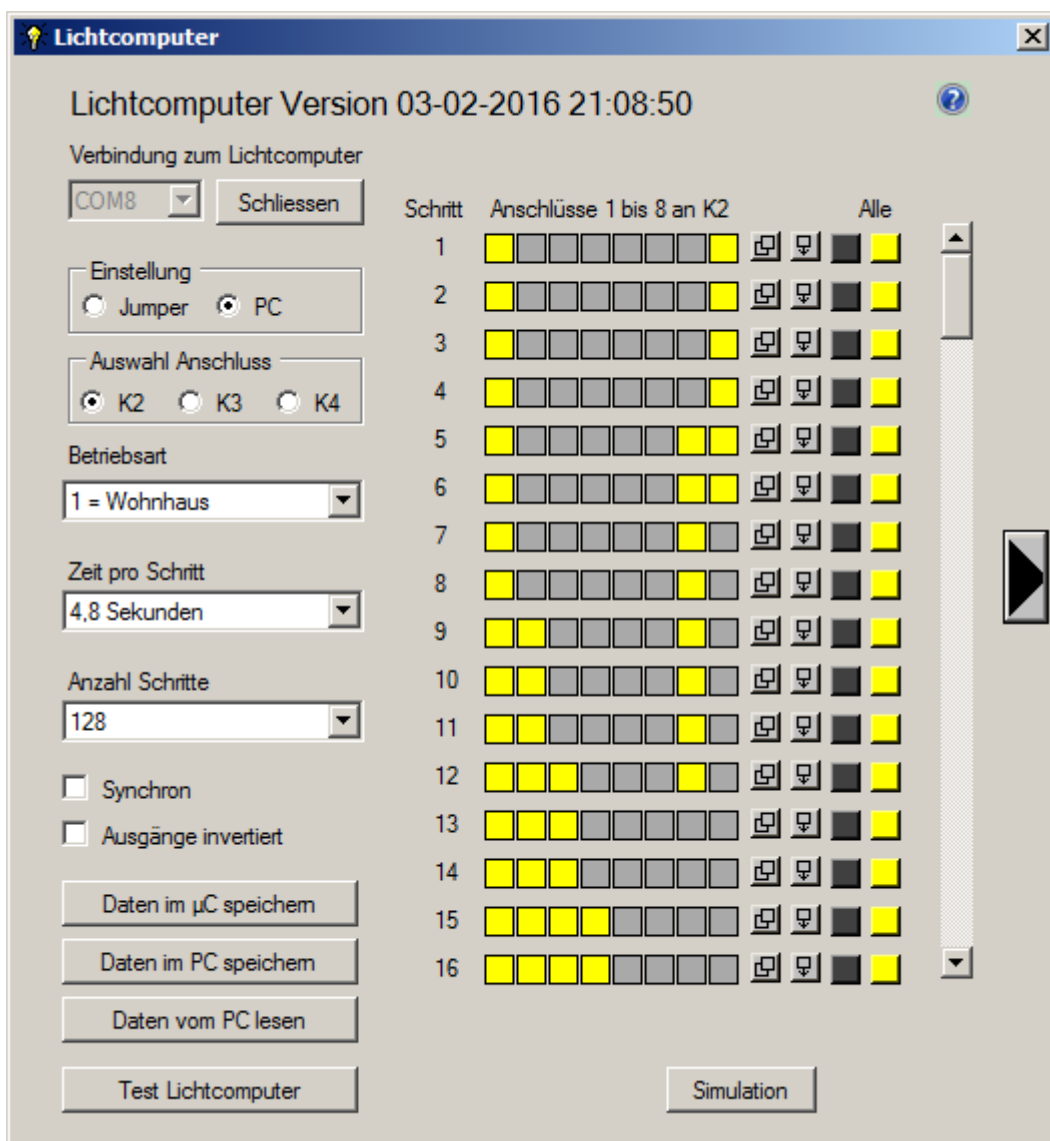 Lichtcomputer
Lichtcomputer Version 03-02-2016 21:08:50
Verbindung zum Lichtcomputer
COM8 Schliessen
Einstellung
Jumper PC
Auswahl Anschluss
K2 K3 K4
Betriebsart
1 = Wohnhaus
Zeit pro Schritt
4,8 Sekunden
Anzahl Schritte
128
Synchron
Ausgänge invertiert
Daten im µC speichern
Daten im PC speichern
Daten vom PC lesen
Test Lichtcomputer
Schritt Anschlüsse 1 bis 8 an K2 Alle
1
2
3
4
5
6
7
8
9
10
11
12
13
14
15
16
Simulation